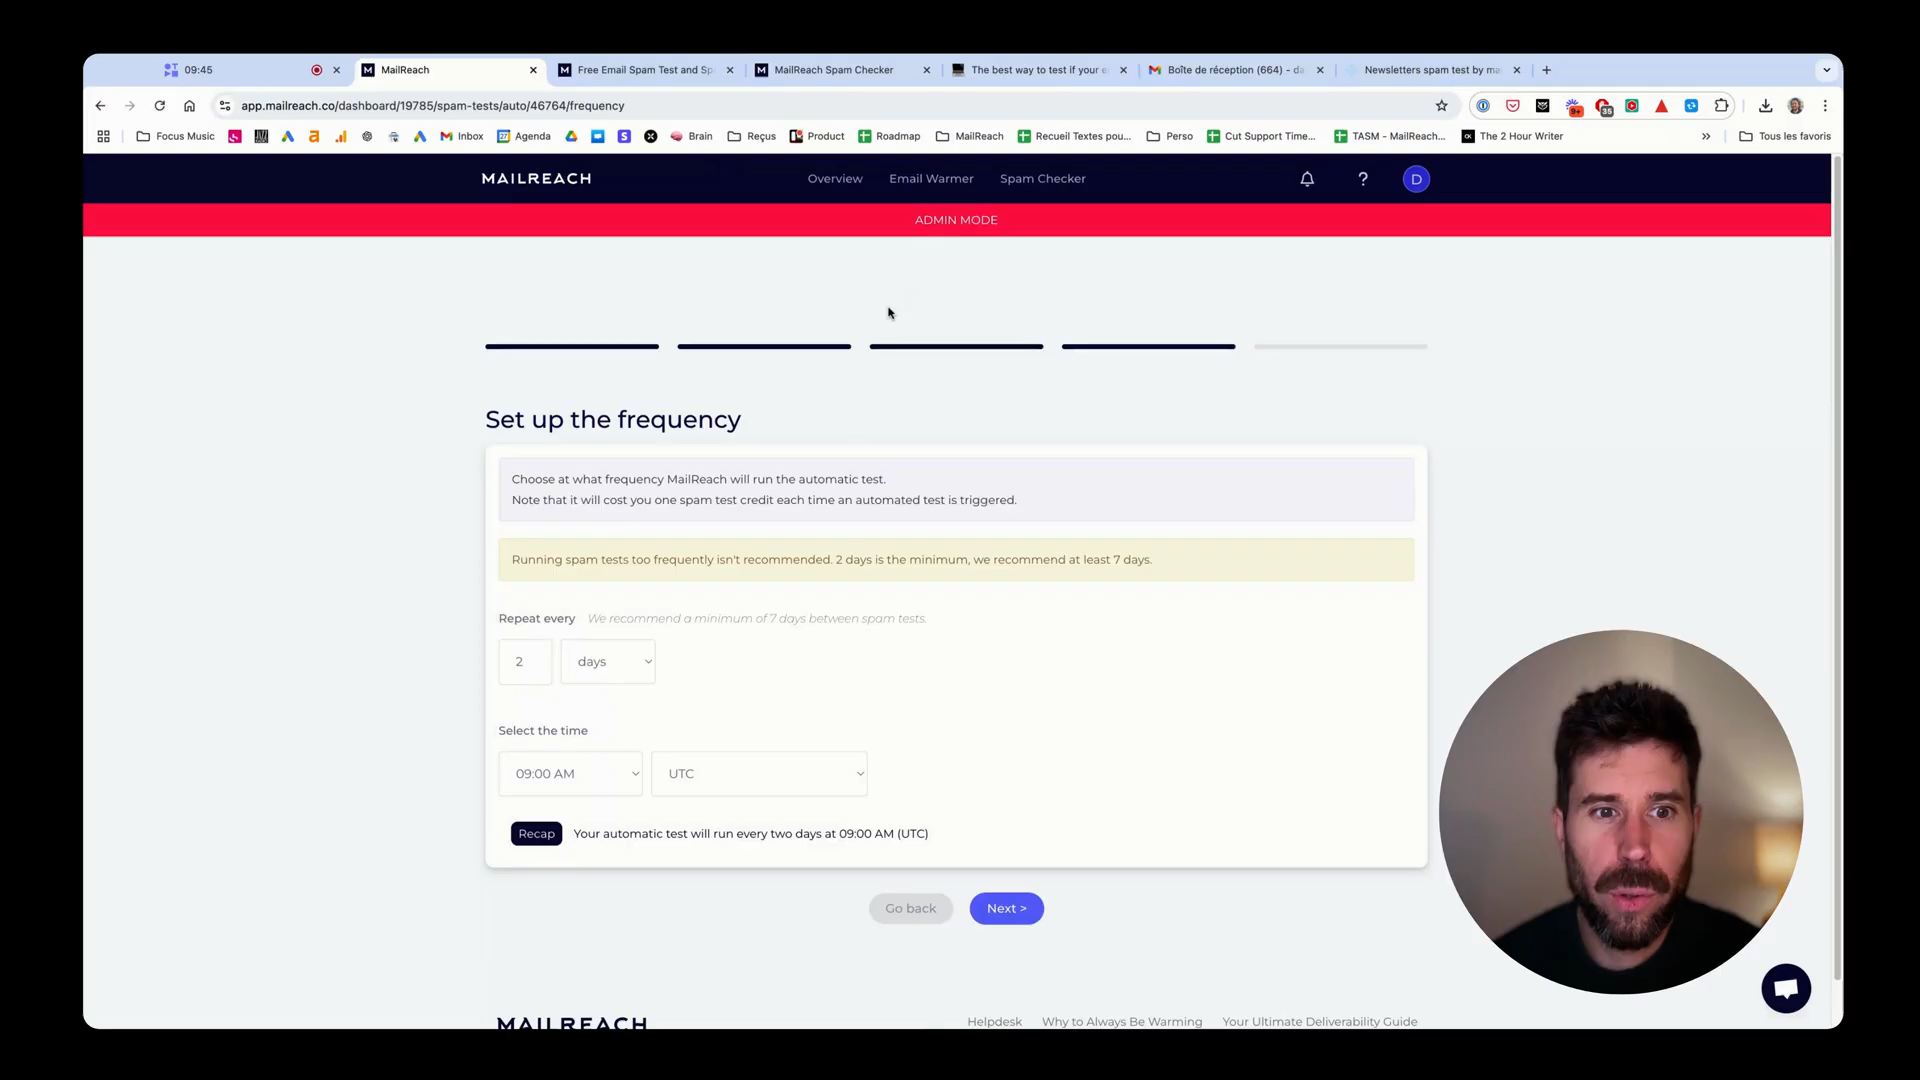 09:45
MailReach
Free Email Spam Test and Sp
MailReach Spam Checker
The best way to test if your e
Boîte de réception (664) - da
Newsletters spam test by ma
app.mailreach.co/dashboard/19785/spam-tests/auto/46764/frequency
9+
35
Focus Music
Inbox
Agenda
Brain
Reçus
Product
Roadmap
MailReach
Recueil Textes pou...
Perso
Cut Support Time...
TASM - MailReach...
The 2 Hour Writer
Tous les favoris
MAILREACH
Overview
Email Warmer
Spam Checker
?
D
ADMIN MODE
Set up the frequency
Choose at what frequency MailReach will run the automatic test.
Note that it will cost you one spam test credit each time an automated test is triggered.
Running spam tests too frequently isn't recommended. 2 days is the minimum, we recommend at least 7 days.
Repeat every We recommend a minimum of 7 days between spam tests.
2
days
Select the time
09:00 AM
UTC
Recap Your automatic test will run every two days at 09:00 AM (UTC)
Go back
Next >
MAILREACH
Helpdesk
Why to Always Be Warming
Your Ultimate Deliverability Guide